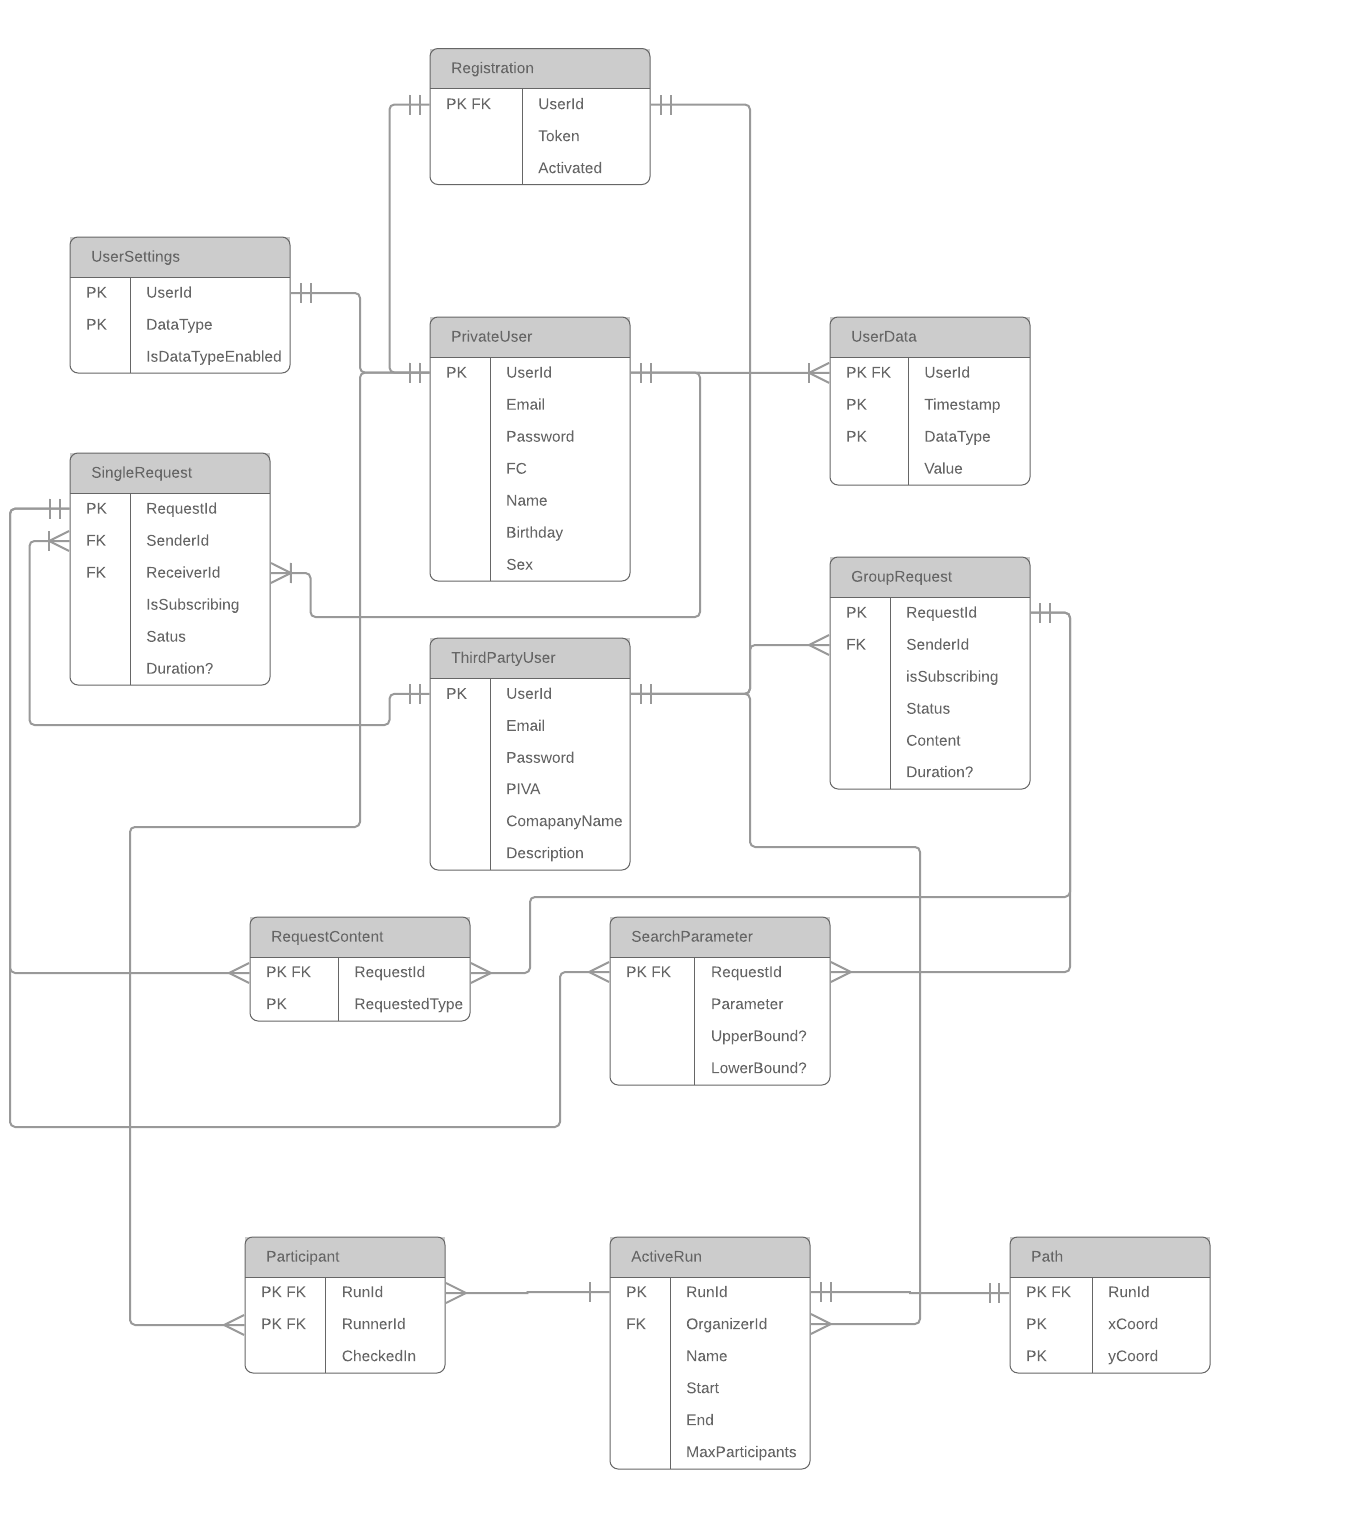 Registration
PK FK UserId
Token
Activated
UserSettings
PK UserId
PK DataType
IsDataTypeEnabled
PrivateUser
PK UserId
Email
Password
FC
Name
Birthday
Sex
UserData
PK FK UserId
PK Timestamp
PK DataType
Value
SingleRequest
PK RequestId
FK SenderId
FK ReceiverId
IsSubscribing
Satus
Duration?
GroupRequest
PK RequestId
FK SenderId
isSubscribing
Status
Content
Duration?
ThirdPartyUser
PK UserId
Email
Password
PIVA
ComapanyName
Description
RequestContent
PK FK RequestId
PK RequestedType
SearchParameter
PK FK RequestId
Parameter
UpperBound?
LowerBound?
Participant
PK FK RunId
PK FK RunnerId
CheckedIn
ActiveRun
PK RunId
FK OrganizerId
Name
Start
End
MaxParticipants
Path
PK FK RunId
PK xCoord
PK yCoord